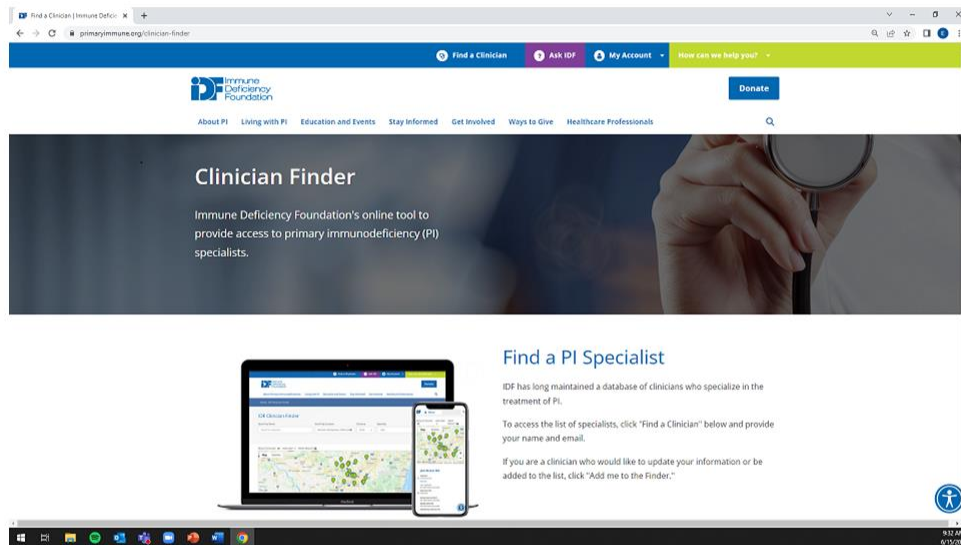 Find a Clinician | Immune Deficie
primaryimmune.org/clinician-finder
Find a Clinician
Ask IDF
My Account
How can we help you?
IDF
Immune
Deficiency
Foundation
Donate
About PI
Living with PI
Education and Events
Stay Informed
Get Involved
Ways to Give
Healthcare Professionals
Clinician Finder
Immune Deficiency Foundation's online tool to
provide access to primary immunodeficiency (PI)
specialists.
IDF Clinician Finder
Find a PI Specialist
IDF has long maintained a database of clinicians who specialize in the
treatment of PI.
To access the list of specialists, click "Find a Clinician" below and provide
your name and email.
If you are a clinician who would like to update your information or be
added to the list, click "Add me to the Finder."
9:32 AM
6/15/20